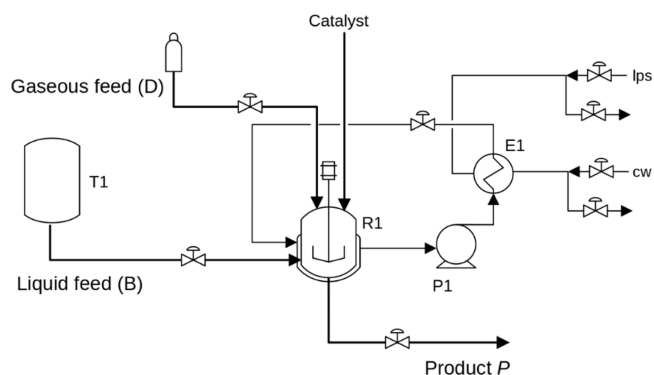 Catalyst
Gaseous feed (D)
lps
E1
T1
cw
R1
Liquid feed (B)
P1
Product P